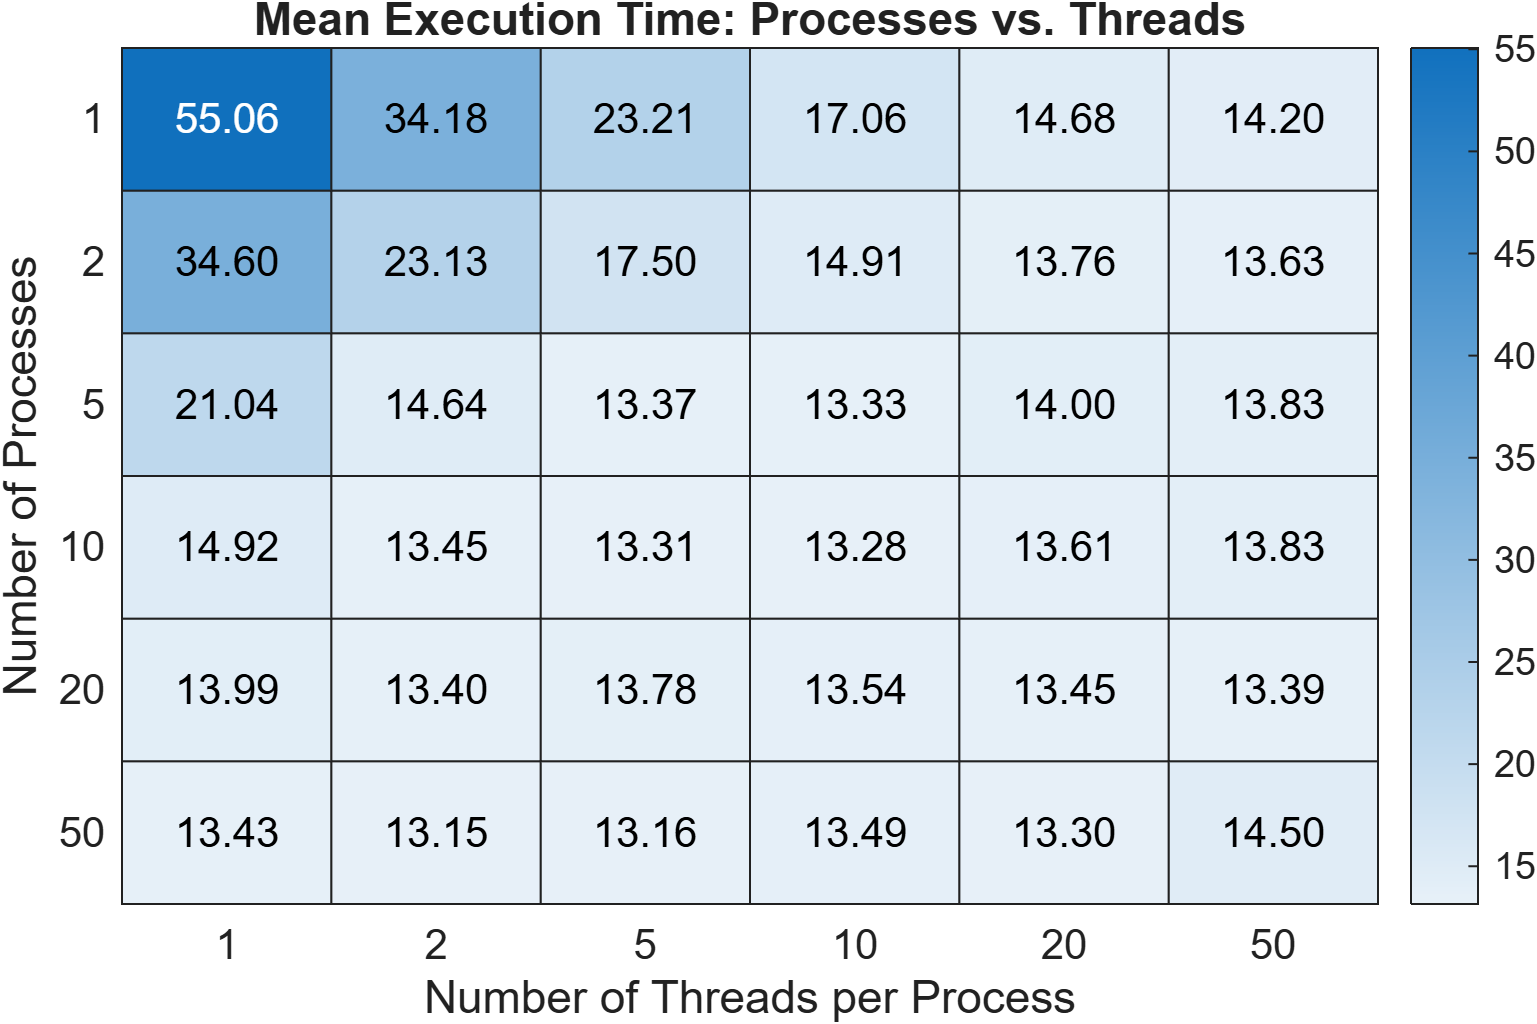 Mean Execution Time: Processes vs. Threads
1 55.06 34.18 23.21 17.06 14.68 14.20
2 34.60 23.13 17.50 14.91 13.76 13.63
5 21.04 14.64 13.37 13.33 14.00 13.83
10 14.92 13.45 13.31 13.28 13.61 13.83
20 13.99 13.40 13.78 13.54 13.45 13.39
50 13.43 13.15 13.16 13.49 13.30 14.50
1 2 5 10 20 50
Number of Threads per Process
Number of Processes
55
50
45
40
35
30
25
20
15